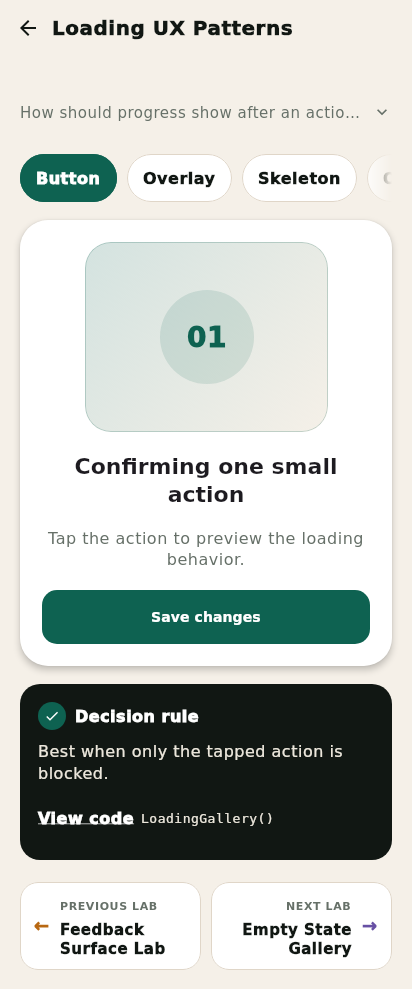 Loading UX Patterns
How should progress show after an actio...
Button
Overlay
Skeleton
01
Confirming one small
action
Tap the action to preview the loading
behavior.
Save changes
Decision rule
Best when only the tapped action is
blocked.
View code LoadingGallery()
PREVIOUS LAB
← Feedback
Surface Lab
NEXT LAB
Empty State →
Gallery